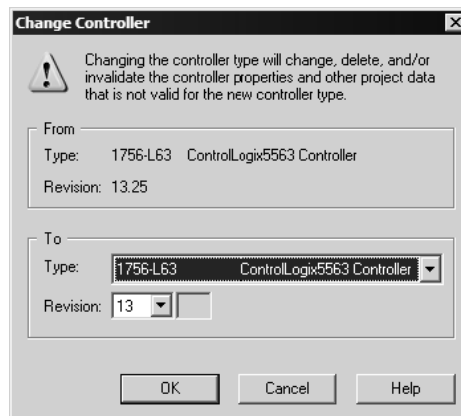 Change Controller
Changing the controller type will change, delete, and/or
invalidate the controller properties and other project data
that is not valid for the new controller type.
From
Type: 1756-L63 ControlLogix5563 Controller
Revision: 13.25
To
Type: 1756-L63 ControlLogix5563 Controller
Revision: 13
OK Cancel Help